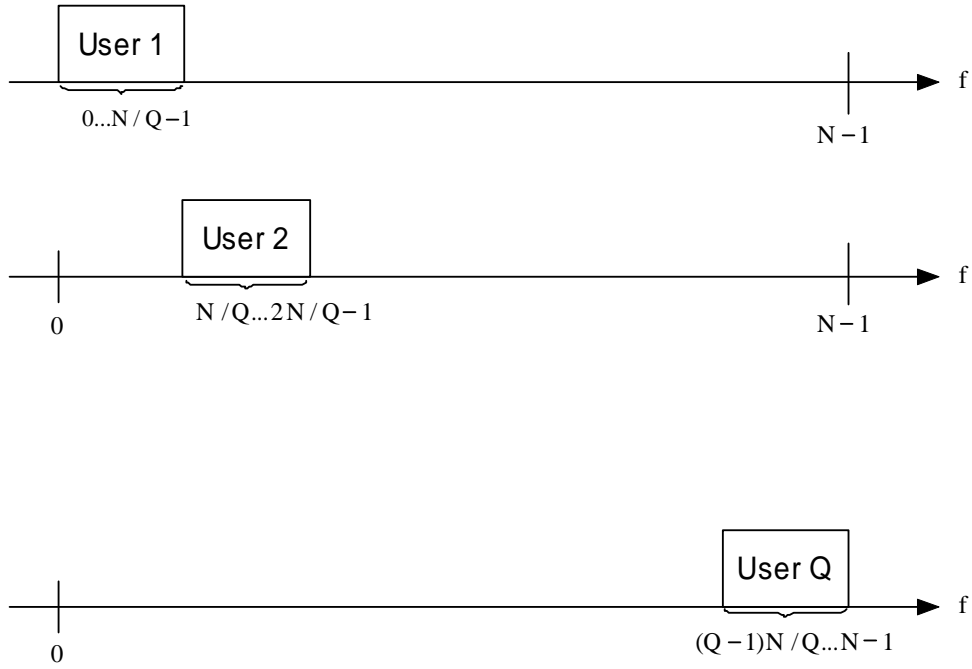 User 1
f
0...N/Q−1
N−1
User 2
f
N/Q...2N/Q−1
0
N−1
User Q
f
(Q−1)N/Q...N−1
0